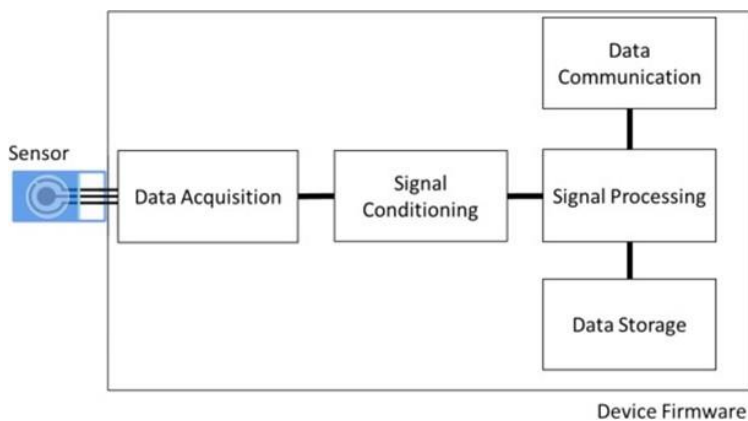 Data
Communication
Sensor
Data Acquisition
Signal
Conditioning
Signal Processing
Data Storage
Device Firmware